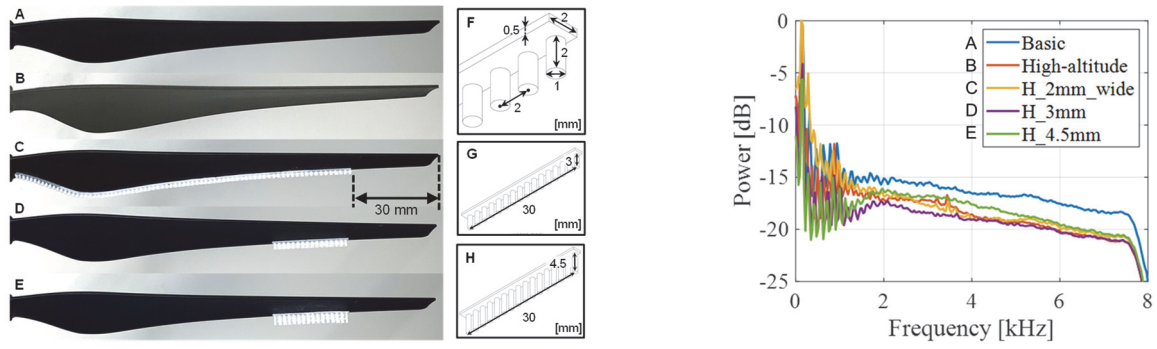 A
B
C
30 mm
D
E
F
0.5
2
2
1
2
[mm]
G
3
30
[mm]
H
4.5
30
[mm]
0
-5
-10
-15
-20
-25
Power [dB]
A Basic
B High-altitude
C H_2mm_wide
D H_3mm
E H_4.5mm
0 2 4 6 8
Frequency [kHz]